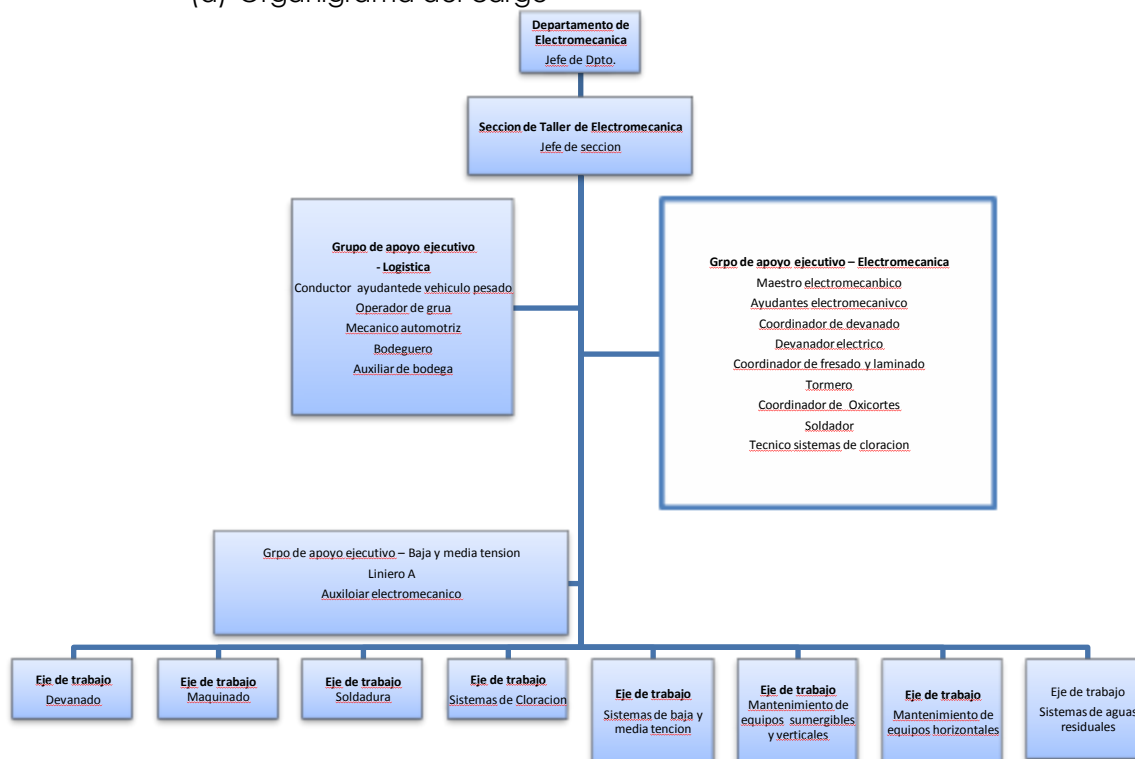 (a) Organigrama del cargo
Departamento de
Electromecanica
Jefe de Dpto.
Seccion de Taller de Electromecanica
Jefe de seccion
Grupo de apoyo ejecutivo
- Logistica
Conductor ayudantede vehiculo pesado
Operador de grua
Mecanico automotriz
Bodeguero
Auxiliar de bodega
Grpo de apoyo ejecutivo – Electromecanica
Maestro electromecanbico
Ayudantes electromecanivco
Coordinador de devanado
Devanador electrico
Coordinador de fresado y laminado
Tormero
Coordinador de Oxicortes
Soldador
Tecnico sistemas de cloracion
Grpo de apoyo ejecutivo – Baja y media tension
Liniero A
Auxiloiar electromecanico
Eje de trabajo
Devanado
Eje de trabajo
Maquinado
Eje de trabajo
Soldadura
Eje de trabajo
Sistemas de Cloracion
Eje de trabajo
Sistemas de baja y
media tencion
Eje de trabajo
Mantenimiento de
equipos sumergibles
y verticales
Eje de trabajo
Mantenimiento de
equipos horizontales
Eje de trabajo
Sistemas de aguas
residuales